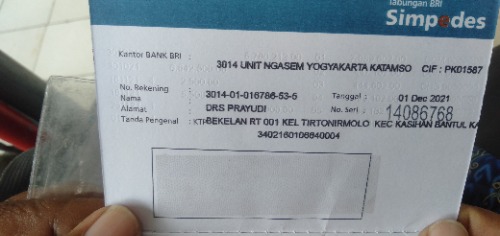 Tabungan BRI
Simpedes
Kantor BANK BRI : 3014 UNIT NGASEM YOGYAKARTA KATAMSO CIF : PK01587
No. Rekening : 3014-01-016786-53-5 Tanggal : 01 Dec 2021
Nama : DRS PRAYUDI No. Seri : 14086768
Alamat : BEKELAN RT 001 KEL TIRTONIRMOLO KEC KASIHAN BANTUL KA
Tanda Pengenal : KTP 3402160106640004